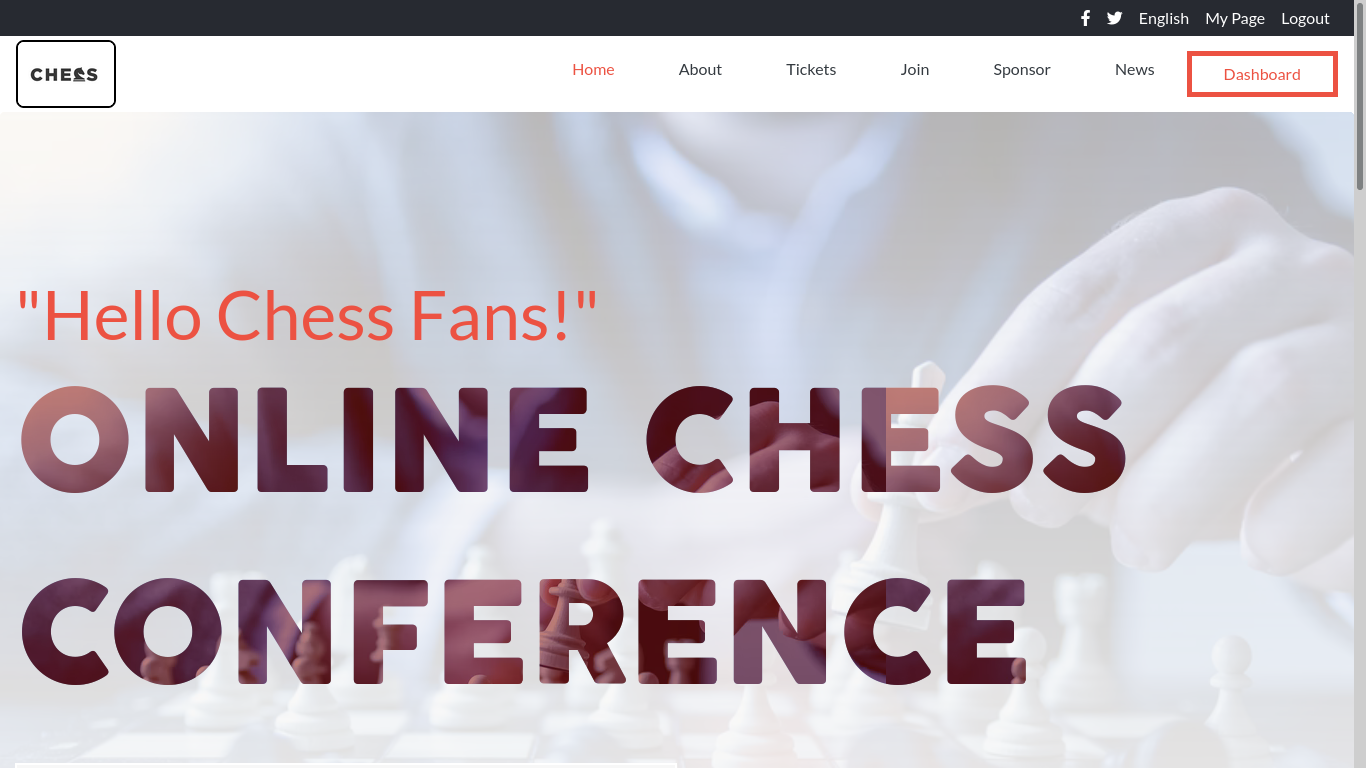 English My Page Logout
CHESS
Home About Tickets Join Sponsor News Dashboard
"Hello Chess Fans!"
ONLINE CHESS
CONFERENCE